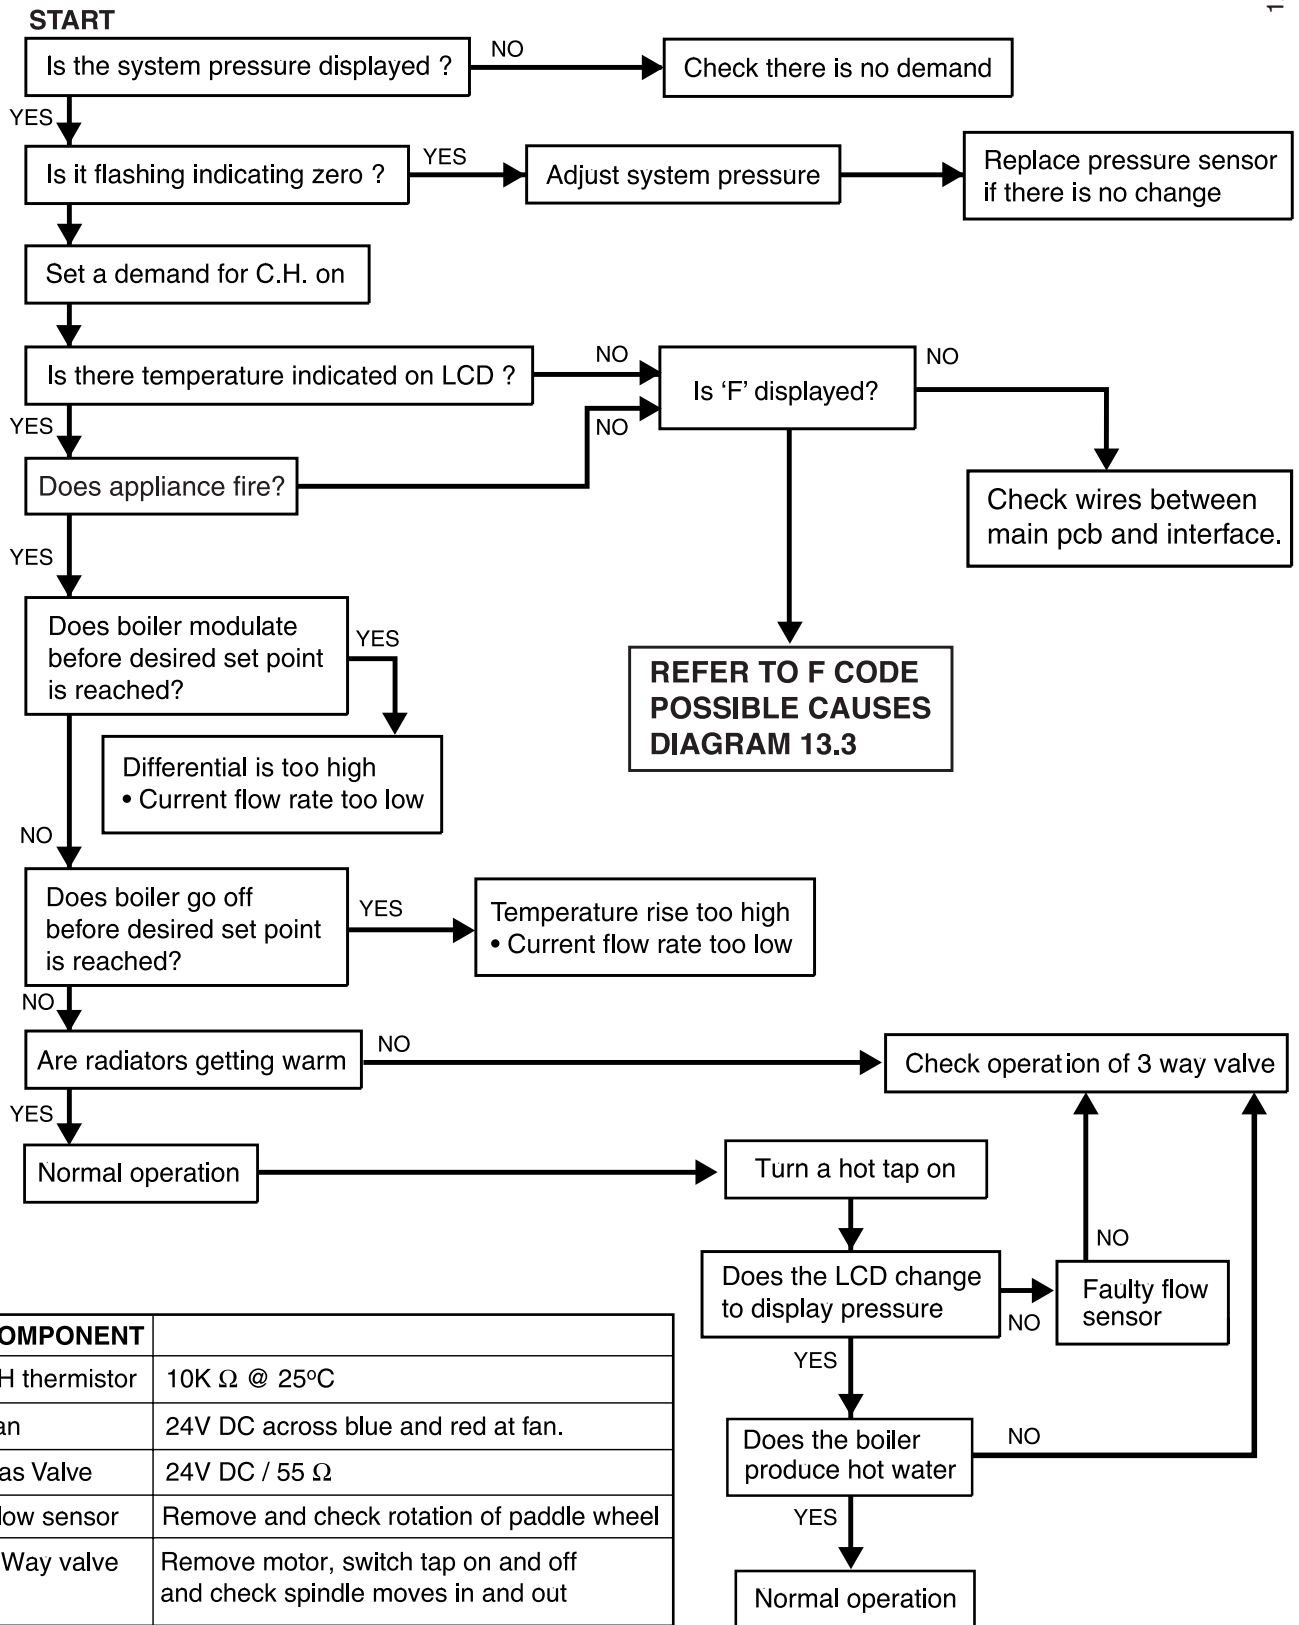 START
Is the system pressure displayed ?
NO
Check there is no demand
YES
Is it flashing indicating zero ?
YES
Adjust system pressure
Replace pressure sensor
if there is no change
Set a demand for C.H. on
Is there temperature indicated on LCD ?
NO
Is ‘F’ displayed?
NO
YES
NO
Does appliance fire?
Check wires between
main pcb and interface.
YES
Does boiler modulate
before desired set point
is reached?
YES
REFER TO F CODE
POSSIBLE CAUSES
DIAGRAM 13.3
Differential is too high
• Current flow rate too low
NO
Does boiler go off
before desired set point
is reached?
YES
Temperature rise too high
• Current flow rate too low
NO
Are radiators getting warm
NO
Check operation of 3 way valve
YES
Normal operation
Turn a hot tap on
NO
Does the LCD change
to display pressure
NO
Faulty flow
sensor
YES
Does the boiler
produce hot water
NO
YES
Normal operation
OMPONENT
H thermistor
10K Ω @ 25°C
an
24V DC across blue and red at fan.
as Valve
24V DC / 55 Ω
low sensor
Remove and check rotation of paddle wheel
Way valve
Remove motor, switch tap on and off
and check spindle moves in and out